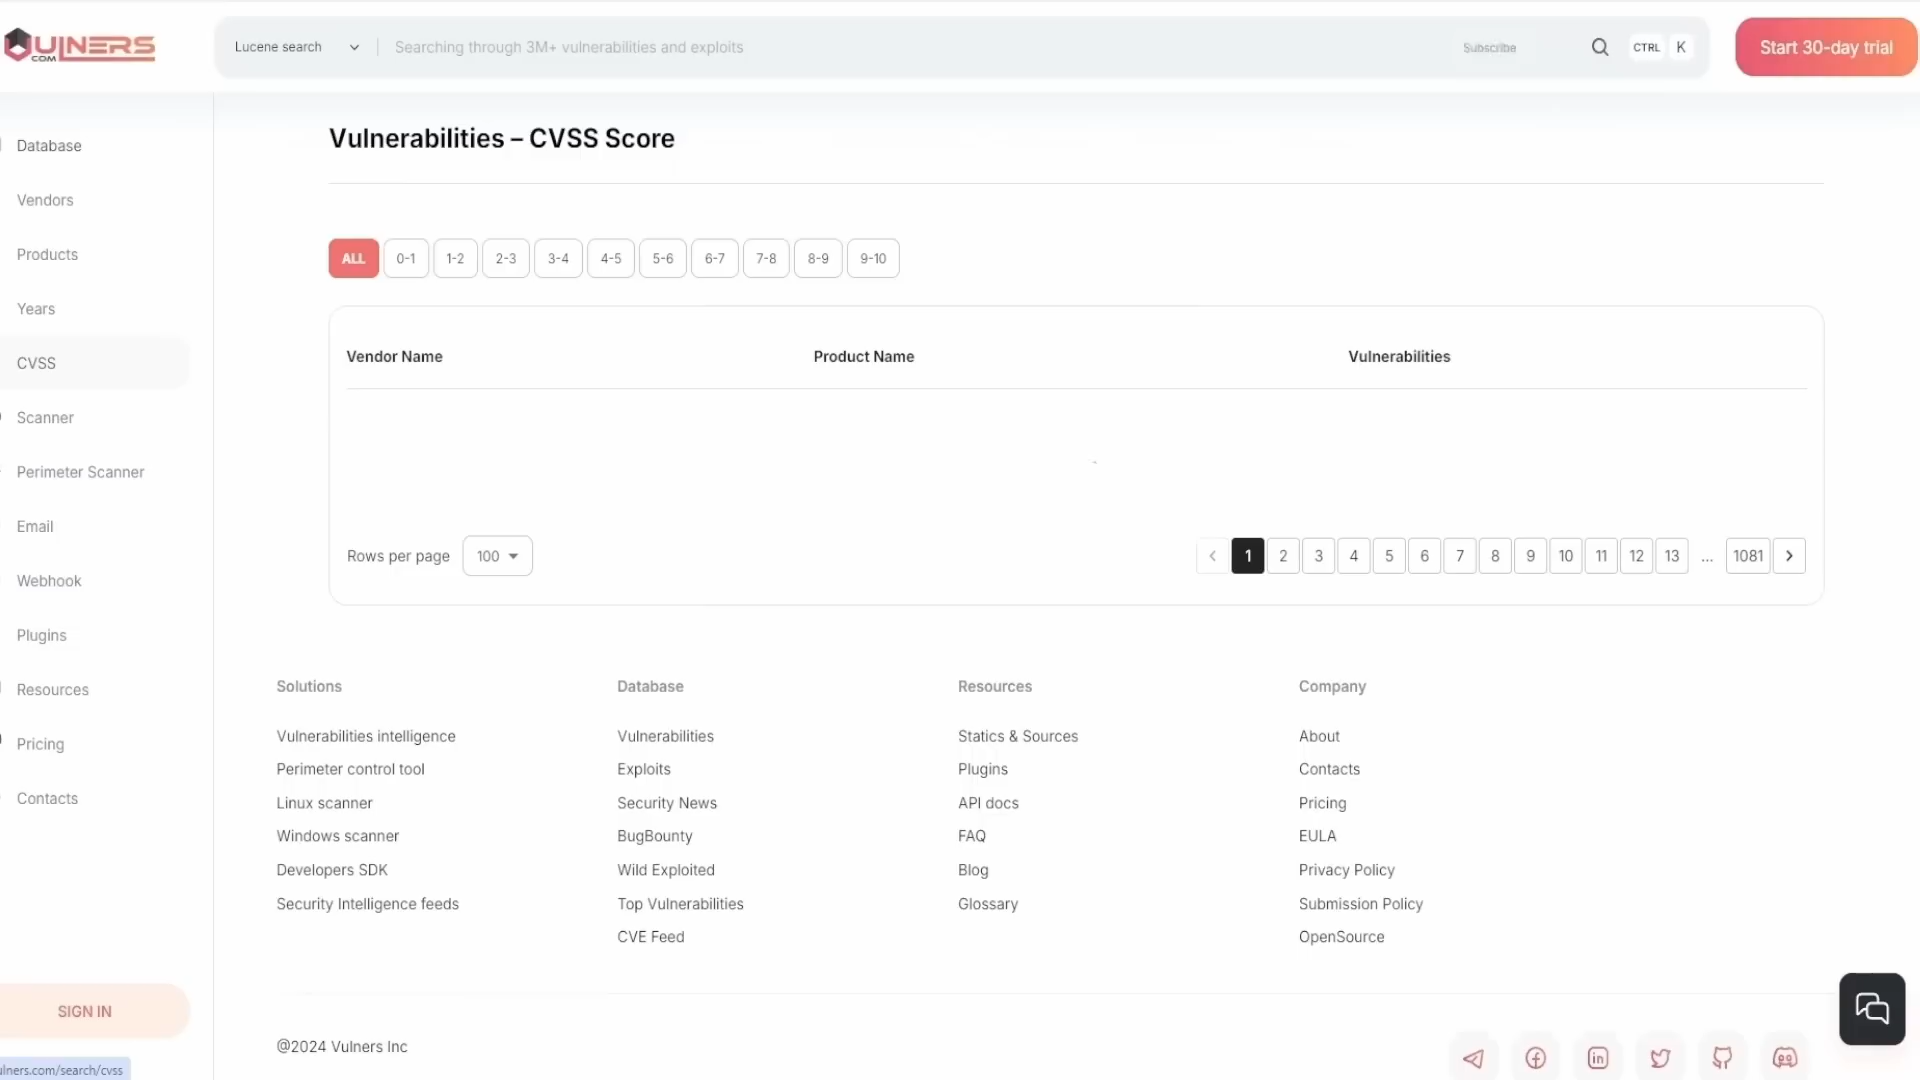 VULNERS
.COM
Lucene search
Searching through 3M+ vulnerabilities and exploits
Subscribe
CTRL K
Start 30-day trial
Database
Vendors
Products
Years
CVSS
Scanner
Perimeter Scanner
Email
Webhook
Plugins
Resources
Pricing
Contacts
SIGN IN
Vulnerabilities – CVSS Score
ALL 0-1 1-2 2-3 3-4 4-5 5-6 6-7 7-8 8-9 9-10
Vendor Name Product Name Vulnerabilities
Rows per page 100 < 1 2 3 4 5 6 7 8 9 10 11 12 13 ... 1081 >
Solutions
Vulnerabilities intelligence
Perimeter control tool
Linux scanner
Windows scanner
Developers SDK
Security Intelligence feeds
Database
Vulnerabilities
Exploits
Security News
BugBounty
Wild Exploited
Top Vulnerabilities
CVE Feed
Resources
Statics & Sources
Plugins
API docs
FAQ
Blog
Glossary
Company
About
Contacts
Pricing
EULA
Privacy Policy
Submission Policy
OpenSource
@2024 Vulners Inc
ulners.com/search/cvss